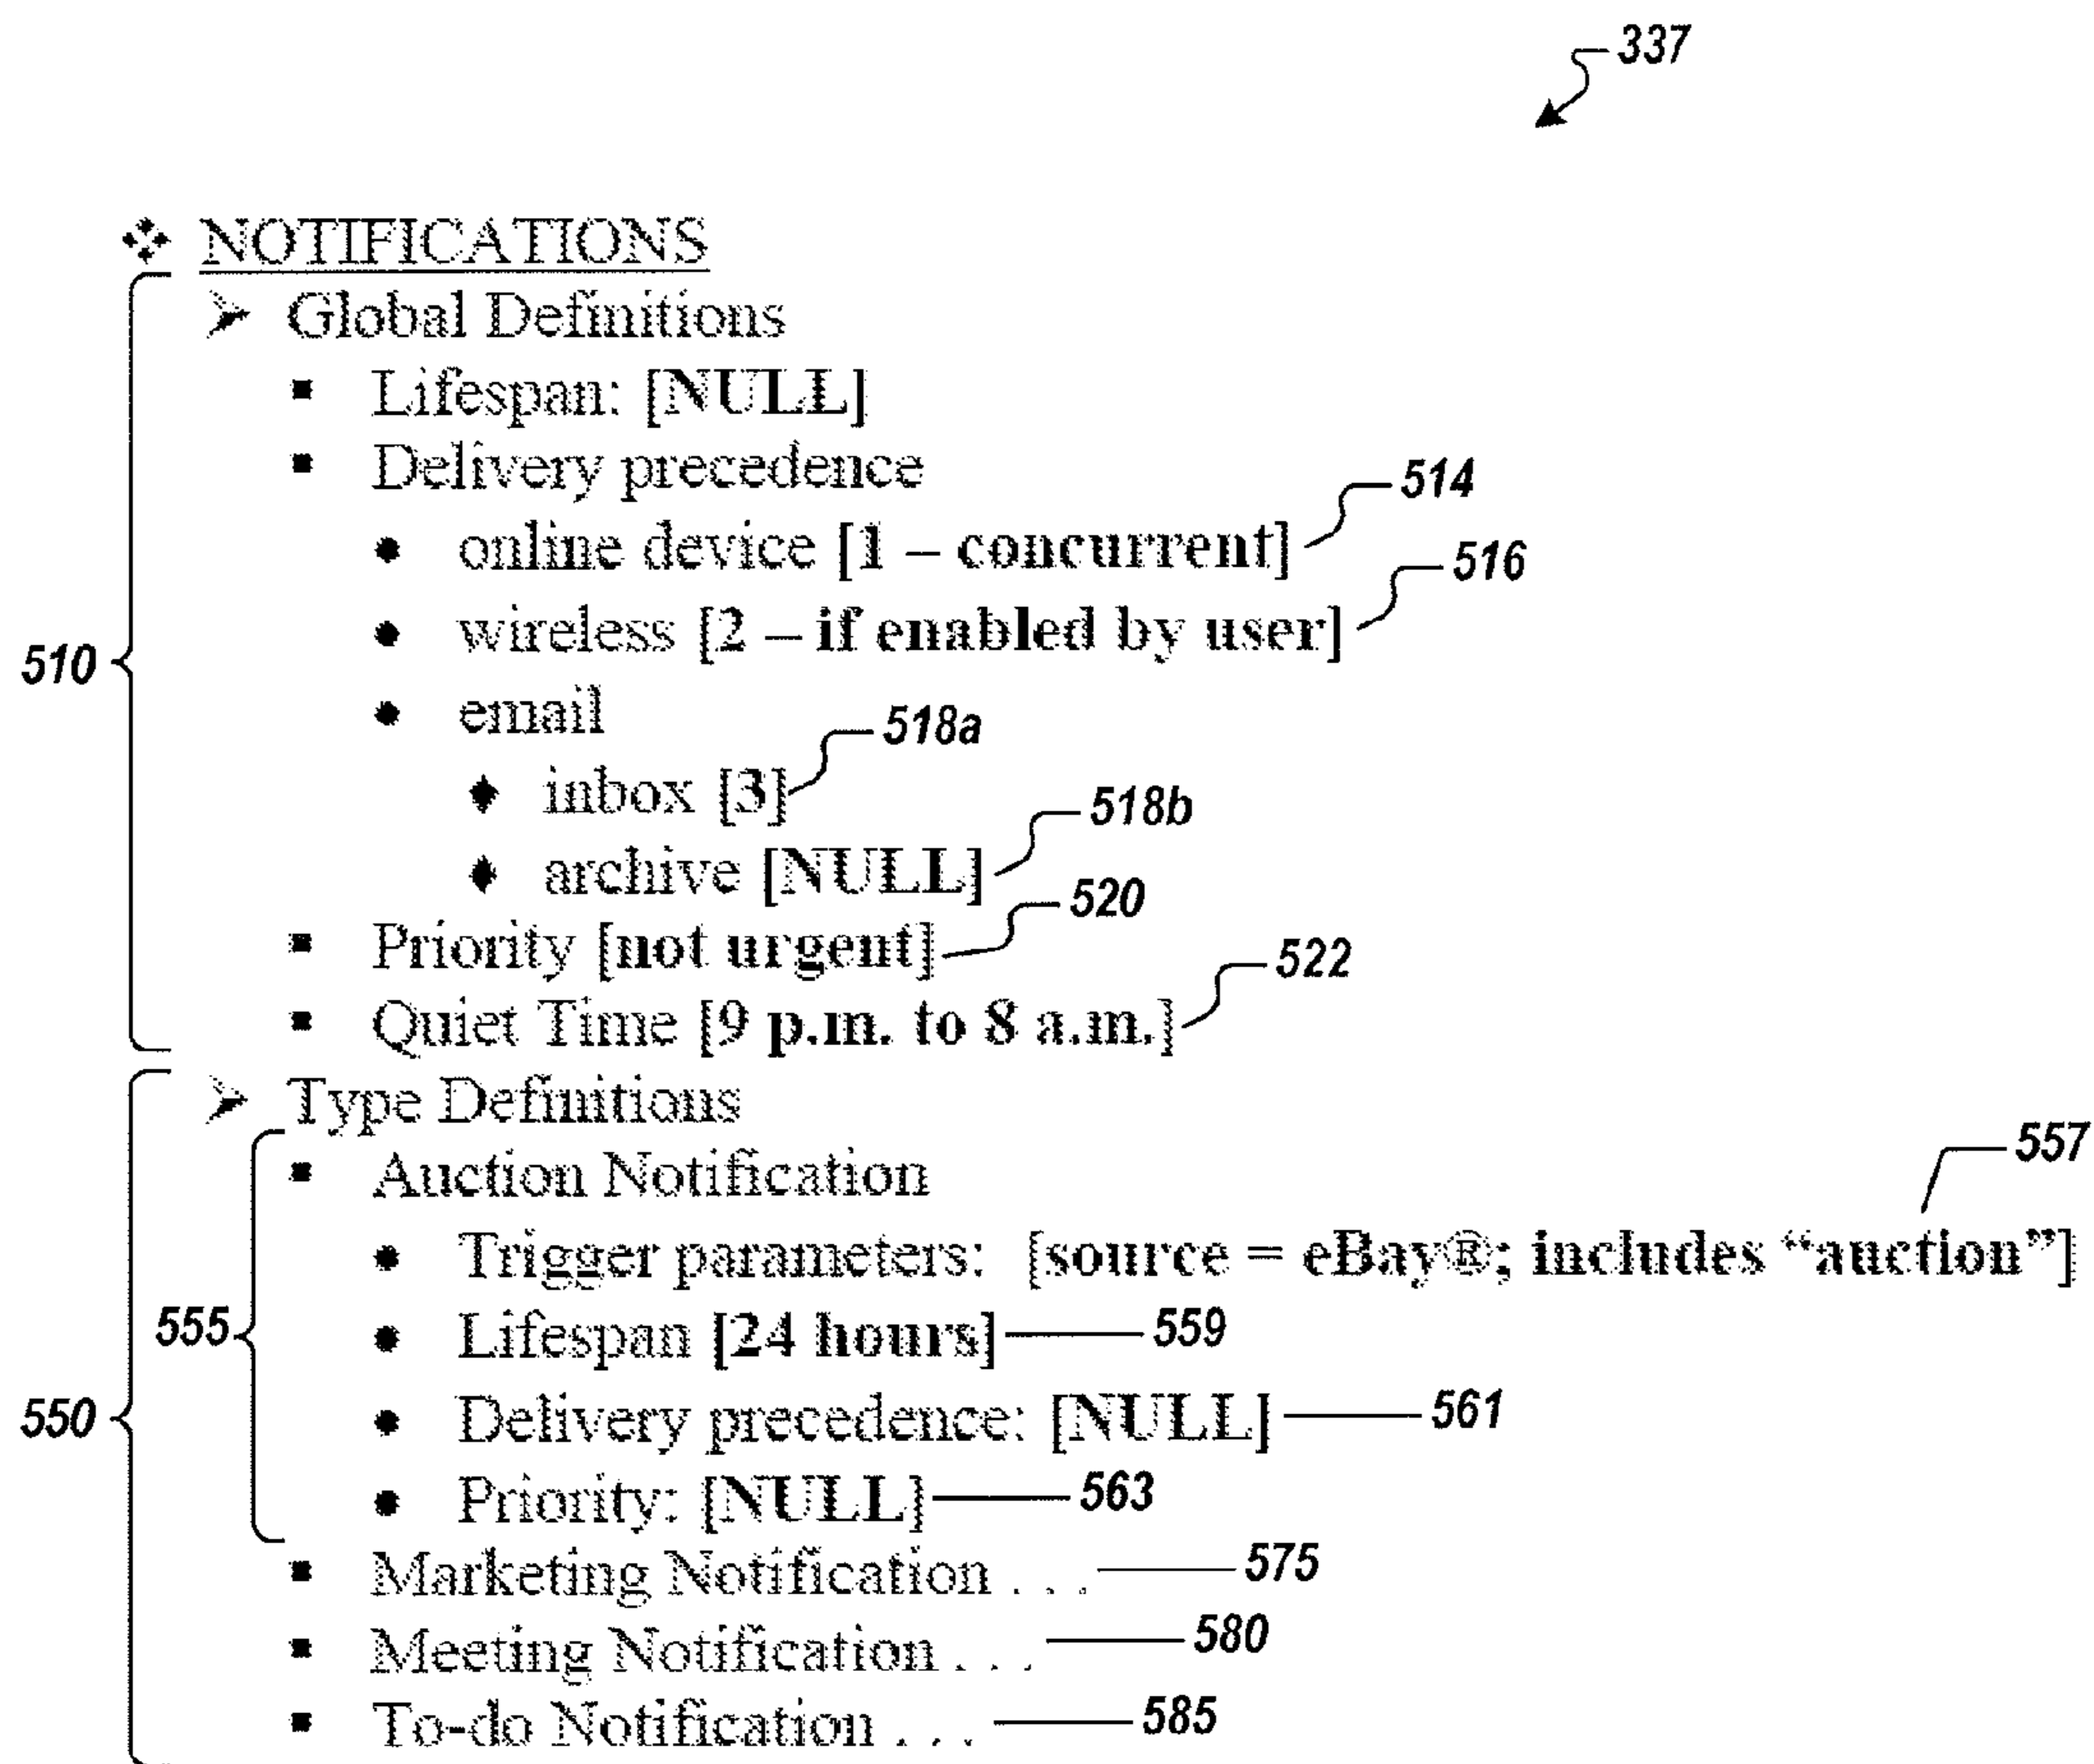 337
NOTIFICATIONS
Global Definitions
Lifespan: [NULL]
Delivery precedence
514
online device [1 – concurrent]
516
wireless [2 – if enabled by user]
510
email
518a
inbox [3]
518b
archive [NULL]
520
Priority [not urgent]
522
Quiet Time [9 p.m. to 8 a.m.]
Type Definitions
557
Auction Notification
Trigger parameters: [source = eBay®; includes “auction”]
555
Lifespan [24 hours] 559
550
Delivery precedence: [NULL] 561
Priority: [NULL] 563
Marketing Notification . . . 575
Meeting Notification . . . 580
To-do Notification . . . 585